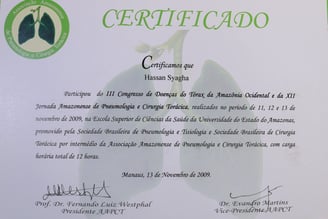 CERTIFICADO
Certificamos que
Hassan Syagha
Participou do III Congresso de Doenças do Tórax da Amazônia Ocidental e da XII
Jornada Amazonense de Pneumologia e Cirurgia Torácica, realizados no período de 11, 12 e 13 de
novembro de 2009, na Escola Superior de Ciências da Saúde da Universidade do Estado do Amazonas,
promovido pela Sociedade Brasileira de Pneumologia e Tisiologia e Sociedade Brasileira de Cirurgia
Torácica por intermédio da Associação Amazonense de Pneumologia e Cirurgia Torácica, com carga
horária total de 12 horas.
Manaus, 13 de Novembro de 2009.
Prof. Dr. Fernando Luiz Westphal
Presidente AAPCT
Dr. Evandro Martins
Vice-Presidente AAPCT